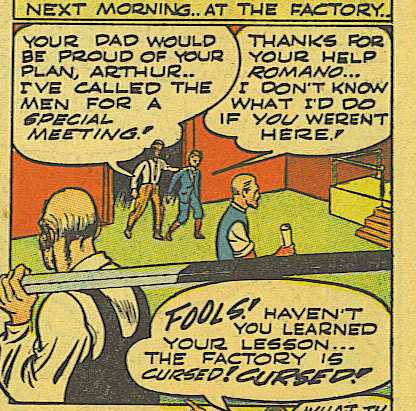 NEXT MORNING.. AT THE FACTORY..
YOUR DAD WOULD
BE PROUD OF YOUR
PLAN, ARTHUR..
I'VE CALLED THE
MEN FOR A
SPECIAL
MEETING!
THANKS FOR
YOUR HELP
ROMANO...
I DON'T KNOW
WHAT I'D DO
IF YOU WEREN'T
HERE!
FOOLS! HAVEN'T
YOU LEARNED
YOUR LESSON...
THE FACTORY IS
CURSED! CURSED!
WHAT